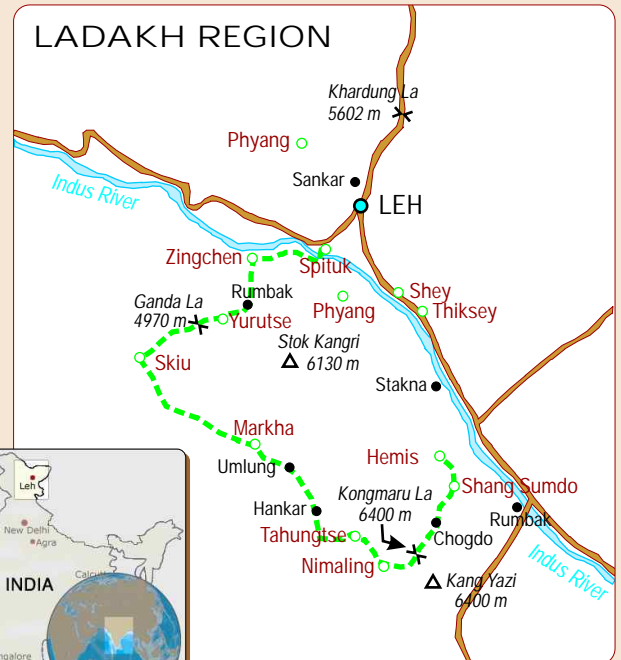 LADAKH REGION
Khardung La
5602 m
Phyang
Sankar
Indus River
LEH
Zingchen
Spituk
Rumbak
Ganda La
4970 m
Yurutse
Phyang
Shey
Thiksey
Stok Kangri
6130 m
Skiu
Stakna
Markha
Umlung
Hemis
Kongmaru La
6400 m
Shang Sumdo
Hankar
Rumbak
Tahungtse
Chogdo
Nimaling
Kang Yazi
6400 m
Indus River
Leh
New Delhi
Agra
INDIA